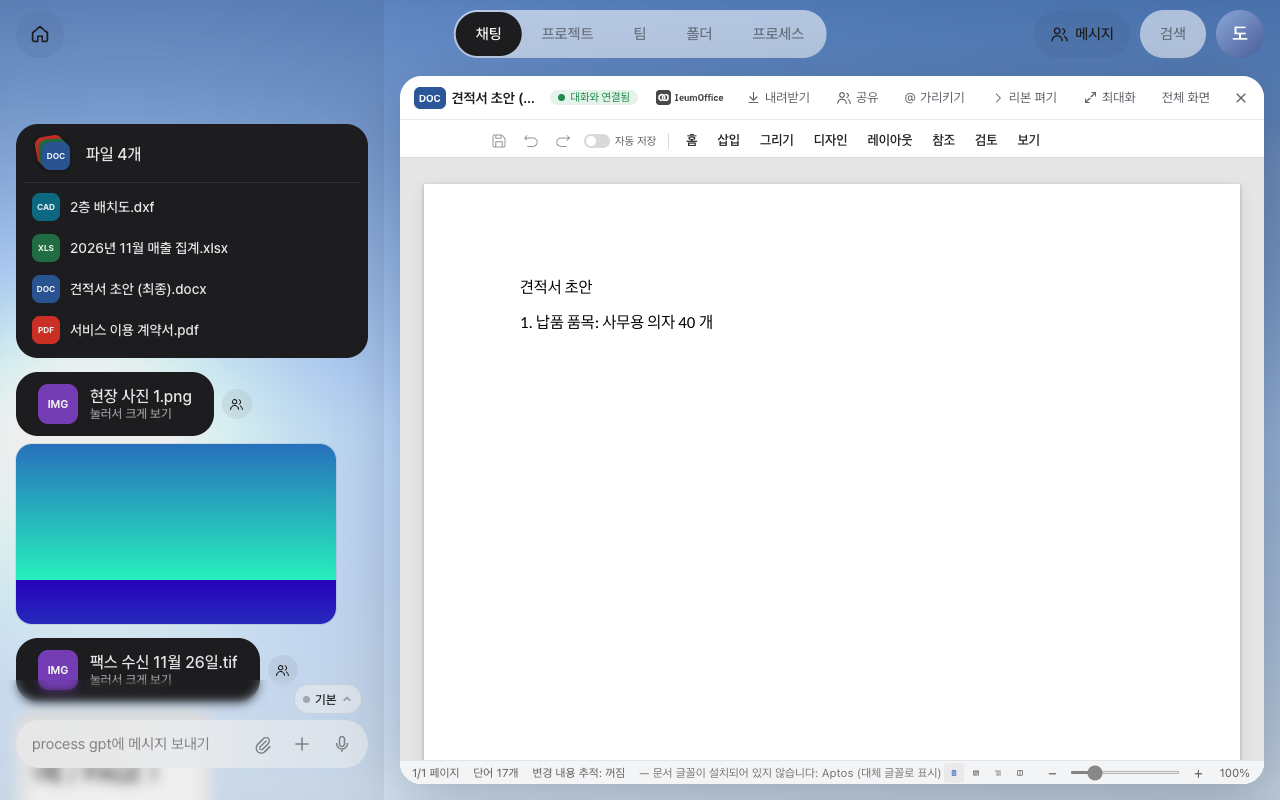 채팅
프로젝트
팀
폴더
프로세스
메시지
검색
도
DOC
파일 4개
CAD
2층 배치도.dxf
XLS
2026년 11월 매출 집계.xlsx
DOC
견적서 초안 (최종).docx
PDF
서비스 이용 계약서.pdf
IMG
현장 사진 1.png
눌러서 크게 보기
IMG
팩스 수신 11월 26일.tif
눌러서 크게 보기
기본
process gpt에 메시지 보내기
DOC
견적서 초안 (...
대화와 연결됨
IeumOffice
내려받기
공유
@ 가리키기
리본 펴기
최대화
전체 화면
자동 저장
홈
삽입
그리기
디자인
레이아웃
참조
검토
보기
견적서 초안
1. 납품 품목: 사무용 의자 40 개
1/1 페이지
단어 17개
변경 내용 추적: 꺼짐
— 문서 글꼴이 설치되어 있지 않습니다: Aptos (대체 글꼴로 표시)
100%